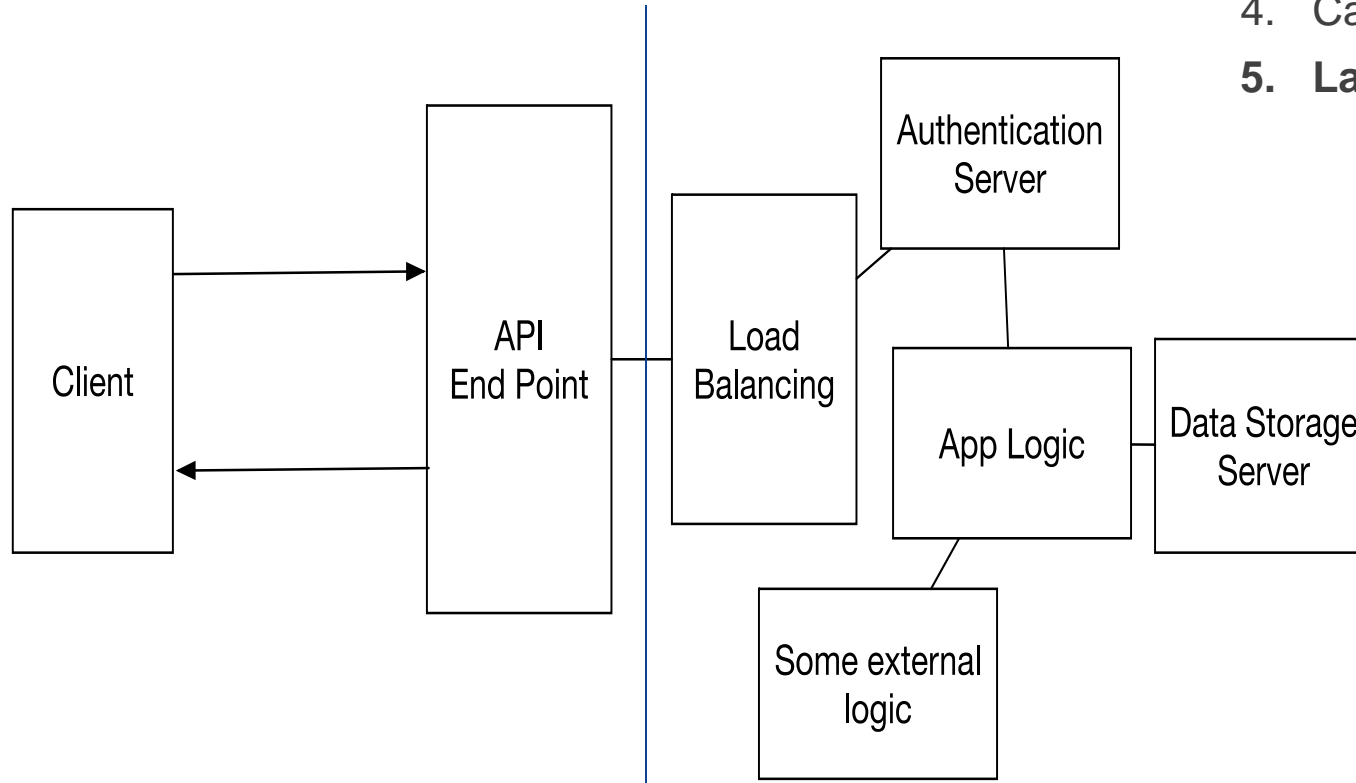 4. Ca
5. La
Authentication
Server
Client
API
End Point
Load
Balancing
App Logic
Data Storage
Server
Some external
logic